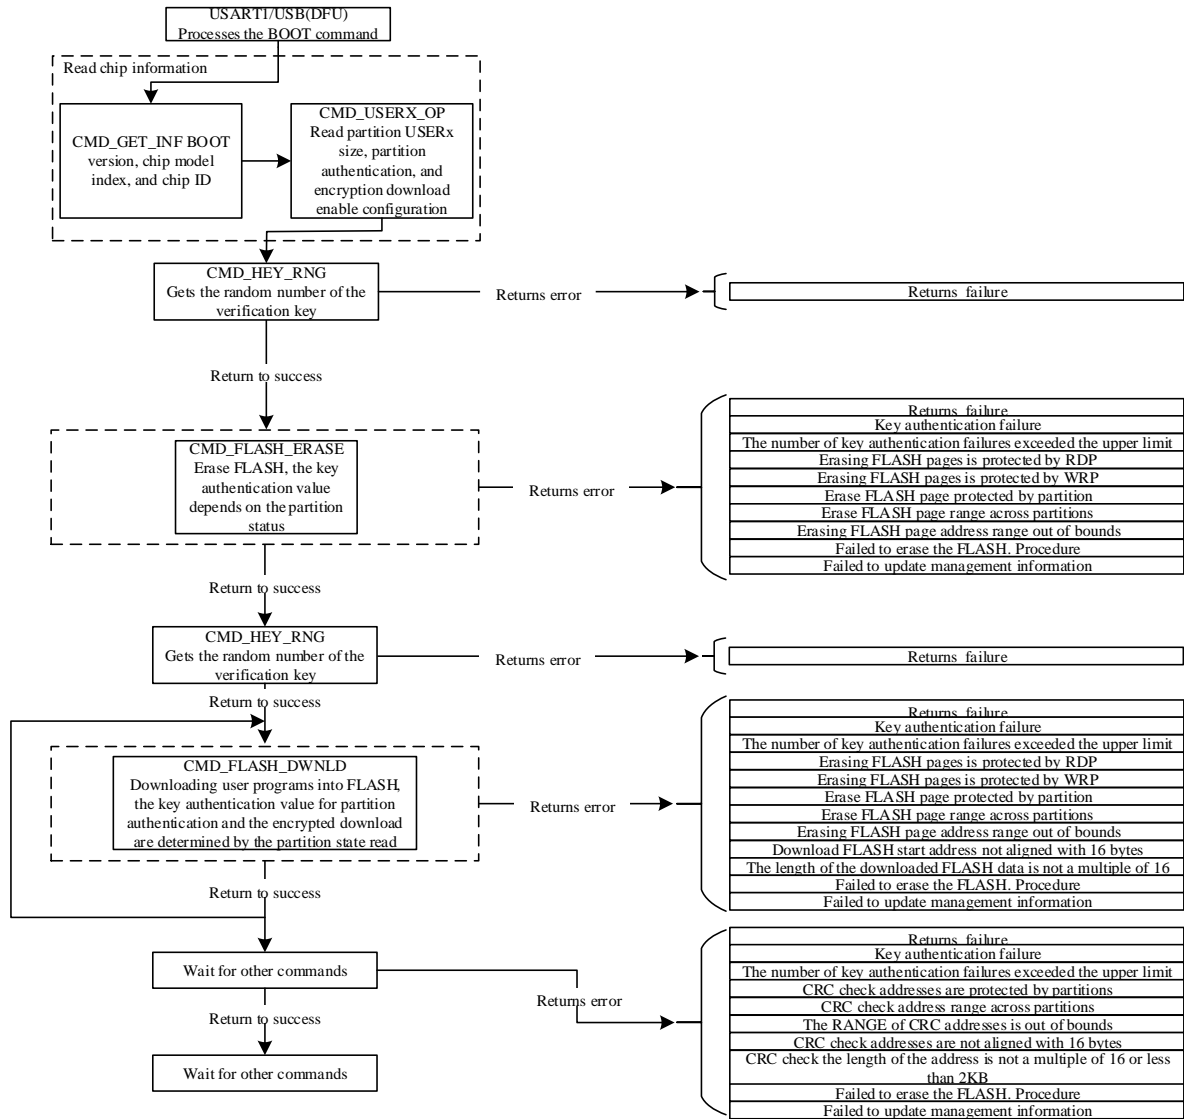 USART1/USB(DFU)
Processes the BOOT command
Read chip information
CMD_GET_INF BOOT
version, chip model
index, and chip ID
CMD_USERX_OP
Read partition USERx
size, partition
authentication, and
encryption download
enable configuration
CMD_HEY_RNG
Gets the random number of the
verification key
Returns error
Returns failure
Return to success
CMD_FLASH_ERASE
Erase FLASH, the key
authentication value
depends on the partition
status
Returns error
Returns failure
Key authentication failure
The number of key authentication failures exceeded the upper limit
Erasing FLASH pages is protected by RDP
Erasing FLASH pages is protected by WRP
Erase FLASH page protected by partition
Erase FLASH page range across partitions
Erasing FLASH page address range out of bounds
Failed to erase the FLASH. Procedure
Failed to update management information
Return to success
CMD_HEY_RNG
Gets the random number of the
verification key
Returns error
Returns failure
Return to success
CMD_FLASH_DWNLD
Downloading user programs into FLASH,
the key authentication value for partition
authentication and the encrypted download
are determined by the partition state read
Returns error
Returns failure
Key authentication failure
The number of key authentication failures exceeded the upper limit
Erasing FLASH pages is protected by RDP
Erasing FLASH pages is protected by WRP
Erase FLASH page protected by partition
Erase FLASH page range across partitions
Erasing FLASH page address range out of bounds
Download FLASH start address not aligned with 16 bytes
The length of the downloaded FLASH data is not a multiple of 16
Failed to erase the FLASH. Procedure
Failed to update management information
Return to success
Wait for other commands
Returns error
Returns failure
Key authentication failure
The number of key authentication failures exceeded the upper limit
CRC check addresses are protected by partitions
CRC check address range across partitions
The RANGE of CRC addresses is out of bounds
CRC check addresses are not aligned with 16 bytes
CRC check the length of the address is not a multiple of 16 or less
than 2KB
Failed to erase the FLASH. Procedure
Failed to update management information
Return to success
Wait for other commands